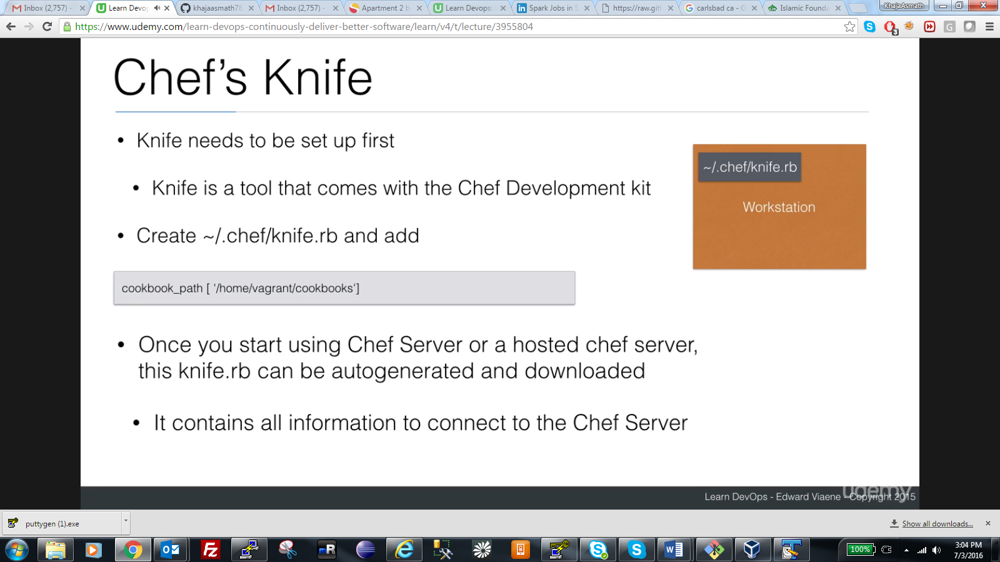 Inbox (2,757) -
Learn Devo
khajaasmath78
Inbox (2,757) -
Apartment 2 b
Learn Devops:
Spark Jobs in S
https://raw.git
carlsbad ca - G
Islamic Founda
KhajaAsmath
https://www.udemy.com/learn-devops-continuously-deliver-better-software/learn/v4/t/lecture/3955804
3
G
Chef's Knife
• Knife needs to be set up first
• Knife is a tool that comes with the Chef Development kit
• Create ~/.chef/knife.rb and add
cookbook_path [ '/home/vagrant/cookbooks']
~/.chef/knife.rb
Workstation
• Once you start using Chef Server or a hosted chef server,
this knife.rb can be autogenerated and downloaded
• It contains all information to connect to the Chef Server
udemy
Learn DevOps - Edward Viaene - Copyright 2015
puttygen (1).exe
Show all downloads...
mR
100%
3:04 PM
7/3/2016